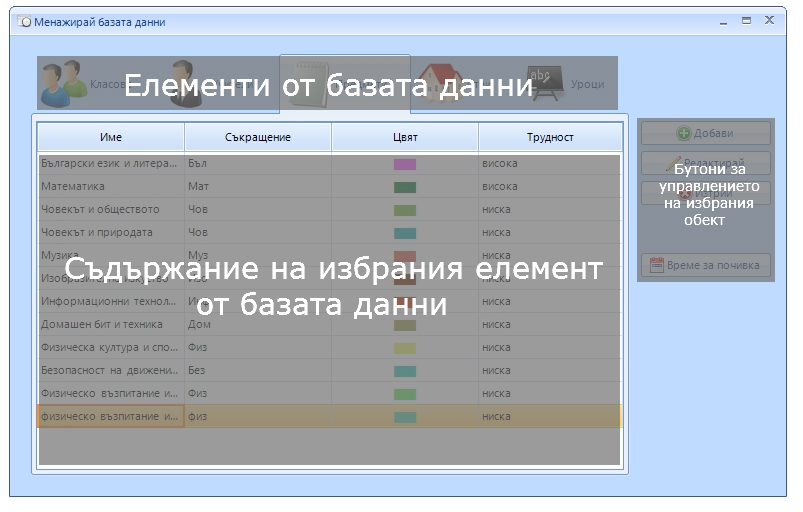 Менажирай базата данни
Класов
Елементи от базата данни
Уроци
Име Съкращение Цвят Трудност
Български език и литера... Бъл висока
Математика Мат висока
Човекът и обществото Чов ниска
Човекът и природата Чов ниска
Музика Муз ниска
Съдържание на избрания елемент
от базата данни
Изобразително изкуство Изо ниска
Информационни технол... ниска
Домашен бит и техника Дом ниска
Физическа култура и спо... Физ ниска
Безопасност на движени... Без ниска
Физическо възпитание и... Физ ниска
физическо възпитание и... физ ниска
Добави
Редактирай
Изтрий
Бутони за
управлението
на избрания
обект
Време за почивка